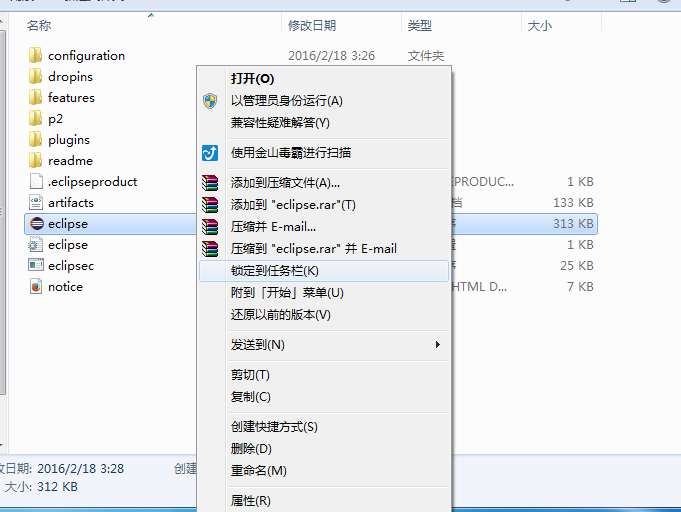 名称 修改日期 类型 大小
configuration 2016/2/18 3:26 文件夹
dropins
features
p2
plugins
readme
.eclipseproduct EPRODUC... 1 KB
artifacts 133 KB
eclipse 313 KB
eclipse 1 KB
eclipsec 25 KB
notice HTML D... 7 KB
打开(O)
以管理员身份运行(A)
兼容性疑难解答(Y)
使用金山毒霸进行扫描
添加到压缩文件(A)...
添加到 "eclipse.rar"(T)
压缩并 E-mail...
压缩到 "eclipse.rar" 并 E-mail
锁定到任务栏(K)
附到「开始」菜单(U)
还原以前的版本(V)
发送到(N)
剪切(T)
复制(C)
创建快捷方式(S)
删除(D)
重命名(M)
属性(R)
改日期: 2016/2/18 3:28 创建
大小: 312 KB